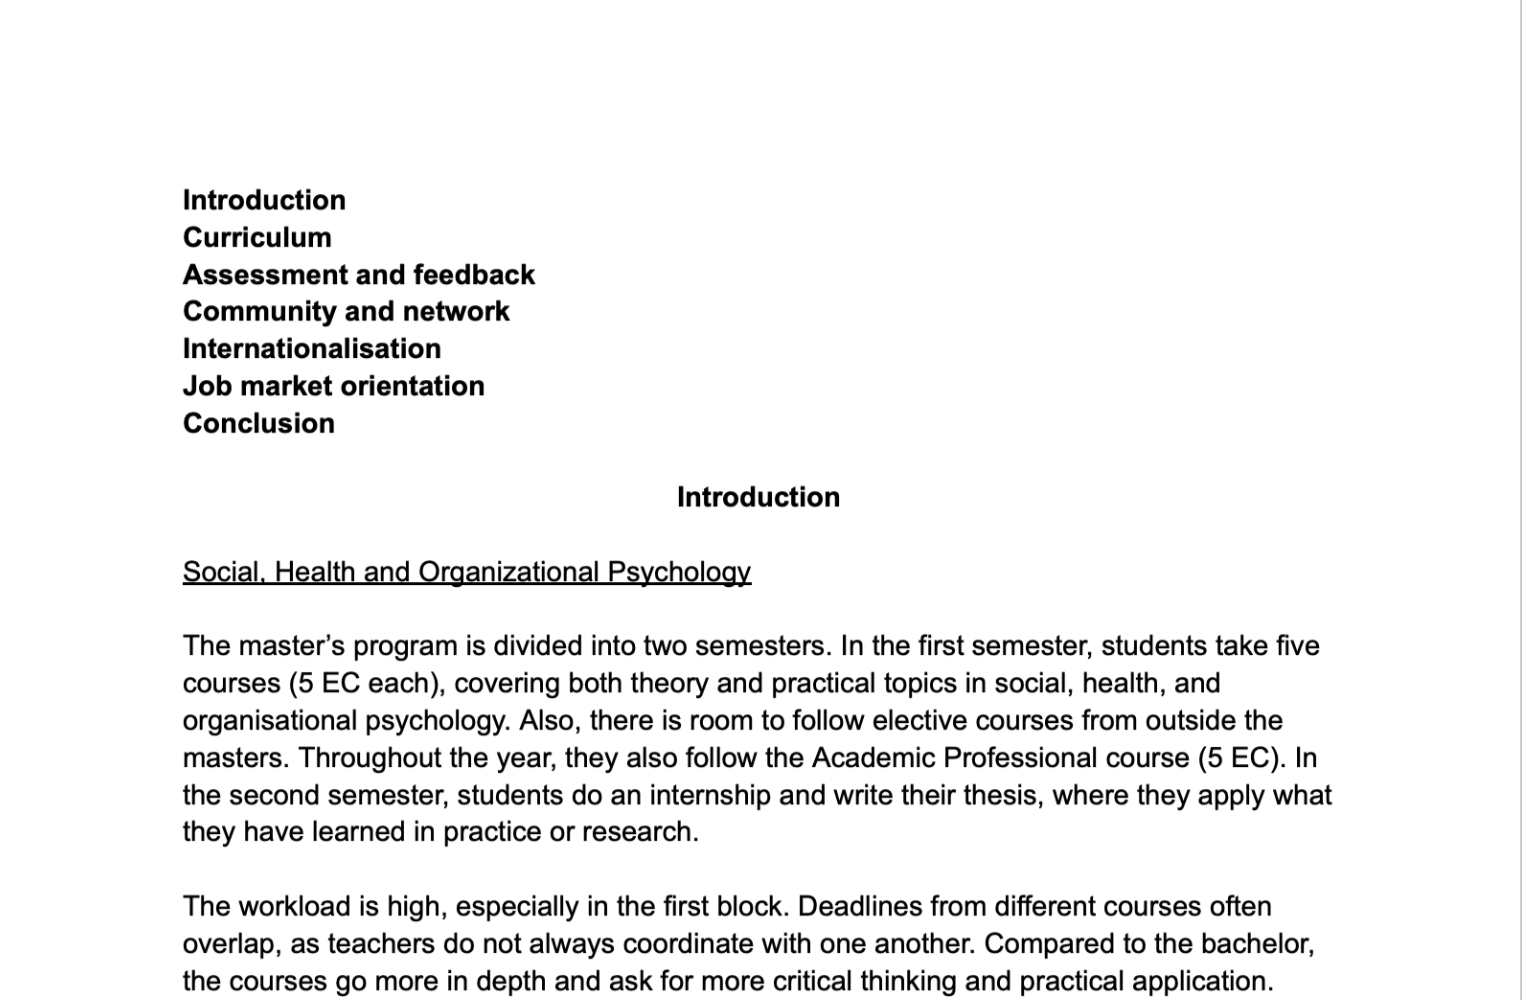 Introduction
Curriculum
Assessment and feedback
Community and network
Internationalisation
Job market orientation
Conclusion
Introduction
Social, Health and Organizational Psychology
The master’s program is divided into two semesters. In the first semester, students take five
courses (5 EC each), covering both theory and practical topics in social, health, and
organisational psychology. Also, there is room to follow elective courses from outside the
masters. Throughout the year, they also follow the Academic Professional course (5 EC). In
the second semester, students do an internship and write their thesis, where they apply what
they have learned in practice or research.
The workload is high, especially in the first block. Deadlines from different courses often
overlap, as teachers do not always coordinate with one another. Compared to the bachelor,
the courses go more in depth and ask for more critical thinking and practical application.